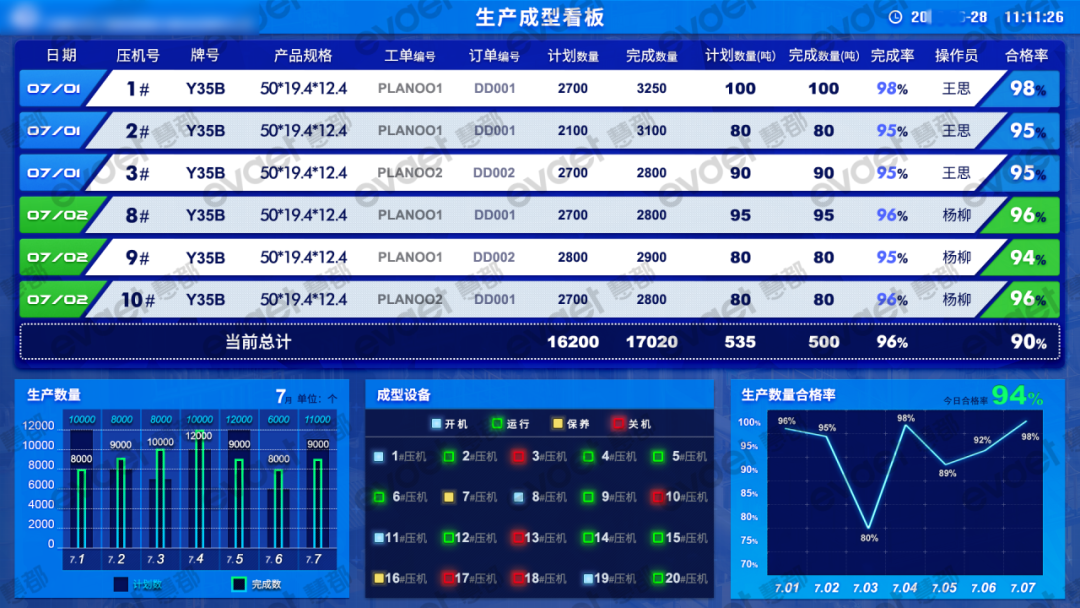 生产成型看板
20 -28 11:11:26
日期 压机号 牌号 产品规格 工单编号 订单编号 计划数量 完成数量 计划数量(吨) 完成数量(吨) 完成率 操作员 合格率
07/01 1# Y35B 50*19.4*12.4 PLANOO1 DD001 2700 3250 100 100 98% 王思 98%
07/01 2# Y35B 50*19.4*12.4 PLANOO1 DD001 2100 3100 80 80 95% 王思 95%
07/01 3# Y35B 50*19.4*12.4 PLANOO2 DD002 2700 2800 90 90 95% 王思 95%
07/02 8# Y35B 50*19.4*12.4 PLANOO1 DD001 2700 2800 95 95 96% 杨柳 96%
07/02 9# Y35B 50*19.4*12.4 PLANOO1 DD002 2800 2900 80 80 95% 杨柳 94%
07/02 10# Y35B 50*19.4*12.4 PLANOO2 DD001 2700 2800 80 80 96% 杨柳 96%
当前总计 16200 17020 535 500 96% 90%
生产数量 7月 单位：个
10000 8000 8000 10000 12000 6000 11000
12000
10000
8000
6000
4000
2000
0
8000 9000 10000 12000 9000 8000 9000
7.1 7.2 7.3 7.4 7.5 7.6 7.7
计划数 完成数
成型设备
开机 运行 保养 关机
1#压机 2#压机 3#压机 4#压机 5#压机
6#压机 7#压机 8#压机 9#压机 10#压机
11#压机 12#压机 13#压机 14#压机 15#压机
16#压机 17#压机 18#压机 19#压机 20#压机
生产数量合格率 今日合格率 94%
100%
95%
90%
85%
80%
75%
70%
96% 95% 80% 98% 89% 92% 98%
7.01 7.02 7.03 7.04 7.05 7.06 7.07
evget 慧都